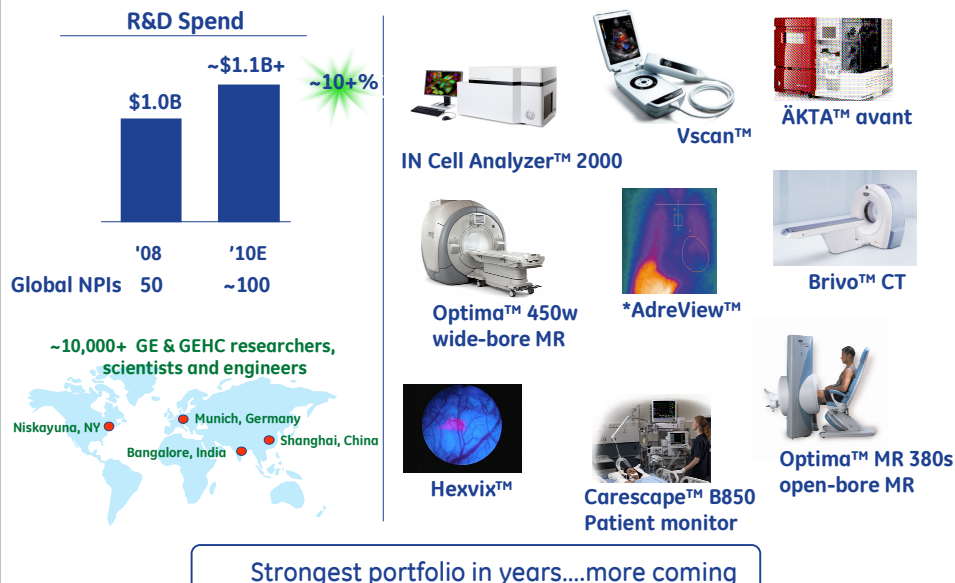 R&D Spend
~$1.1B+
~10+%
$1.0B
'08
'10E
Global NPIs 50 ~100
~10,000+ GE & GEHC researchers,
scientists and engineers
Niskayuna, NY
Munich, Germany
Shanghai, China
Bangalore, India
IN Cell Analyzer™ 2000
Vscan™
ÄKTA™ avant
Optima™ 450w
wide-bore MR
*AdreView™
Brivo™ CT
Hexvix™
Carescape™ B850
Patient monitor
Optima™ MR 380s
open-bore MR
Strongest portfolio in years....more coming